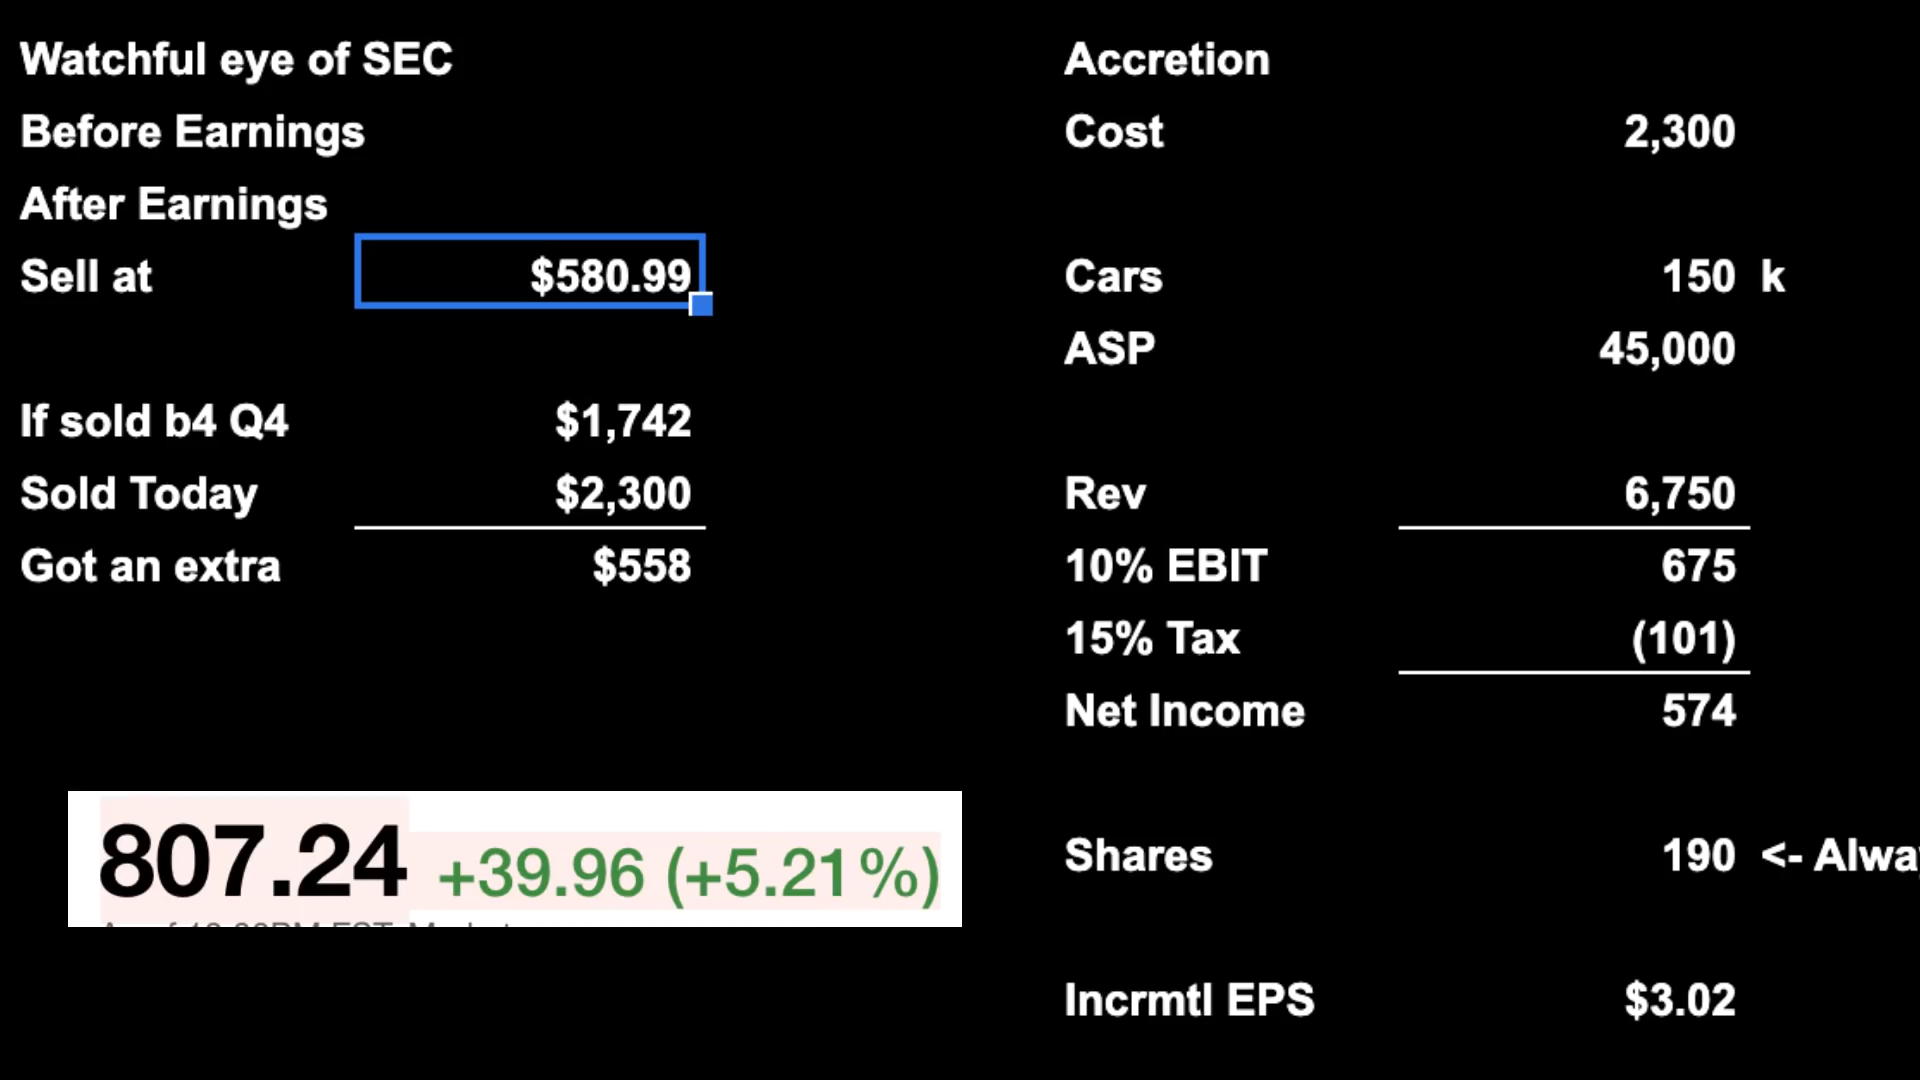 Watchful eye of SEC
Before Earnings
After Earnings
Sell at $580.99
If sold b4 Q4 $1,742
Sold Today $2,300
Got an extra $558
807.24 +39.96 (+5.21%)
Accretion
Cost 2,300
Cars 150 k
ASP 45,000
Rev 6,750
10% EBIT 675
15% Tax (101)
Net Income 574
Shares 190 <-
Incrmtl EPS $3.02